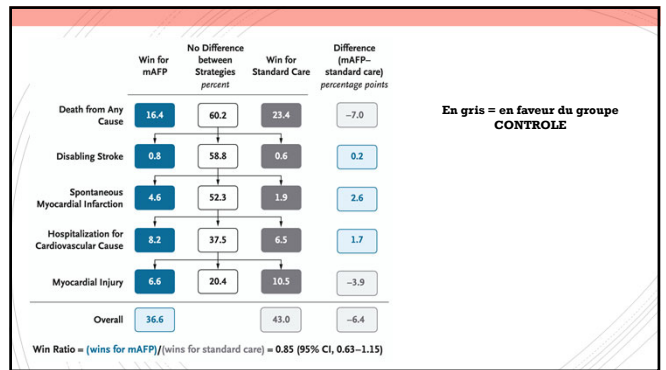 Win for mAFP
No Difference between Strategies percent
Win for Standard Care
Difference (mAFP– standard care) percentage points
Death from Any Cause 16.4 60.2 23.4 –7.0
Disabling Stroke 0.8 58.8 0.6 0.2
Spontaneous Myocardial Infarction 4.6 52.3 1.9 2.6
Hospitalization for Cardiovascular Cause 8.2 37.5 6.5 1.7
Myocardial Injury 6.6 20.4 10.5 –3.9
Overall 36.6 43.0 –6.4
Win Ratio = (wins for mAFP)/(wins for standard care) = 0.85 (95% CI, 0.63–1.15)
En gris = en faveur du groupe
CONTROLE